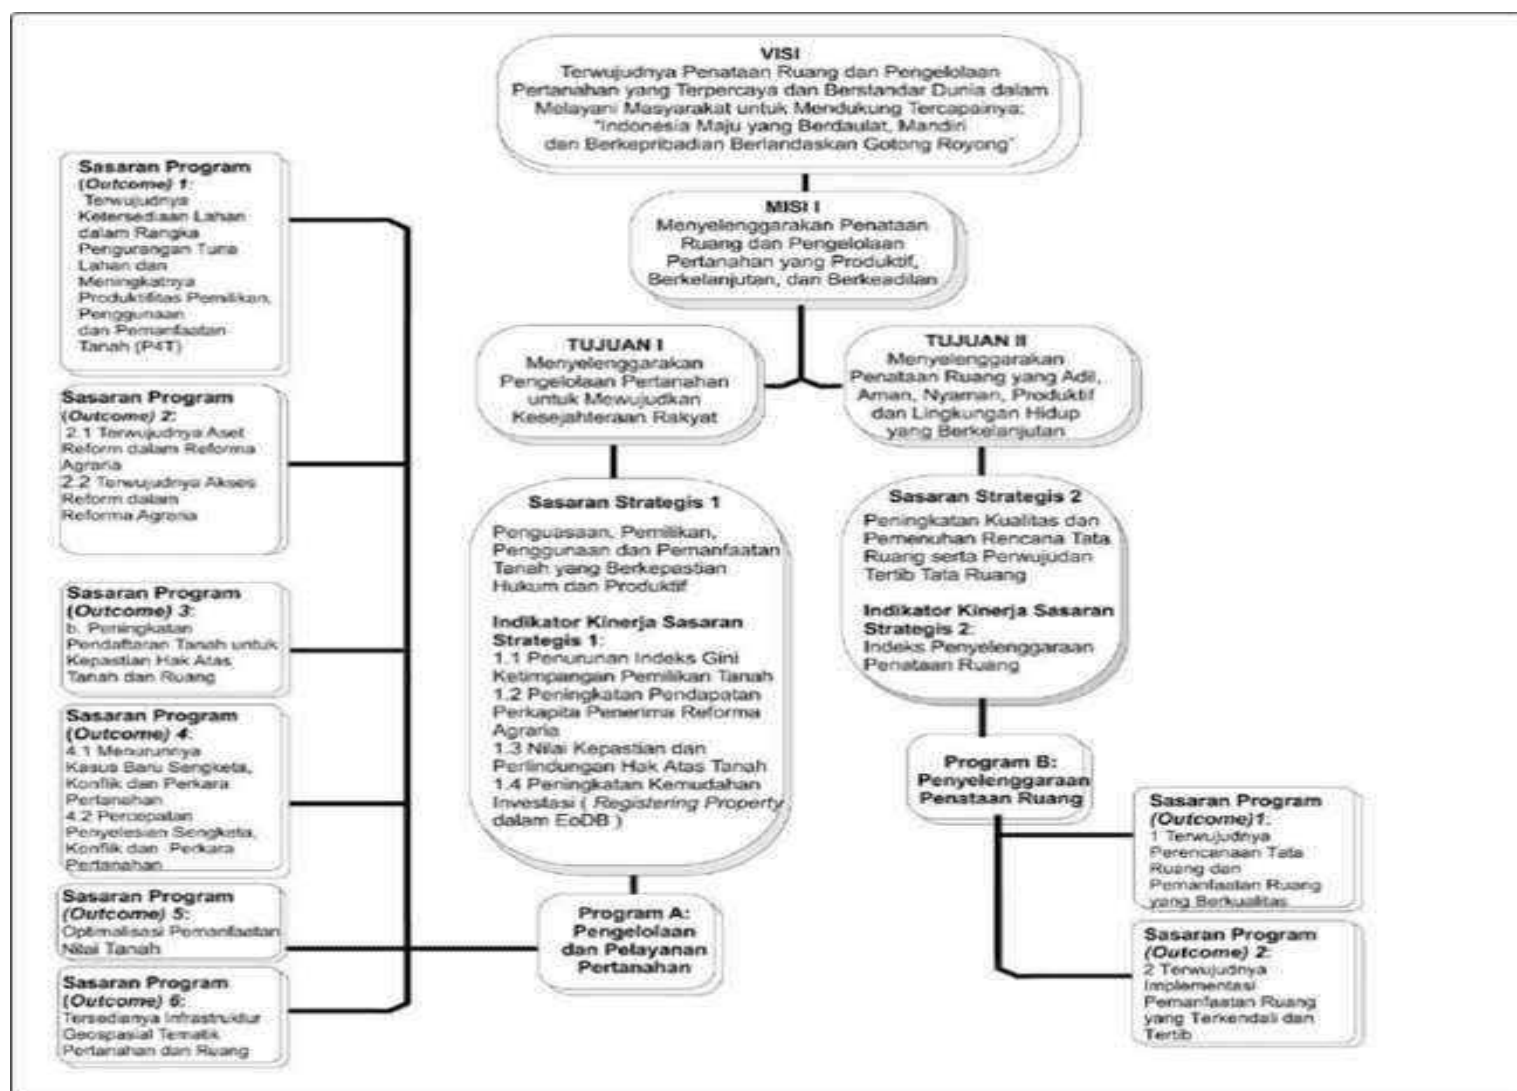 VISI
Terwujudnya Penataan Ruang dan Pengelolaan
Pertanahan yang Terpercaya dan Berstandar Dunia dalam
Melayani Masyarakat untuk Mendukung Tercapainya:
"Indonesia Maju yang Berdaulat, Mandiri
dan Berkepribadian Berlandaskan Gotong Royong"
MISI I
Menyelenggarakan Penataan
Ruang dan Pengelolaan
Pertanahan yang Produktif,
Berkelanjutan, dan Berkeadilan
TUJUAN I
Menyelenggarakan
Pengelolaan Pertanahan
untuk Mewujudkan
Kesejahteraan Rakyat
TUJUAN II
Menyelenggarakan
Penataan Ruang yang Adil,
Aman, Nyaman, Produktif
dan Lingkungan Hidup
yang Berkelanjutan
Sasaran Strategis 1
Penguasaan, Pemilikan,
Penggunaan dan Pemanfaatan
Tanah yang Berkepastian
Hukum dan Produktif
Indikator Kinerja Sasaran
Strategis 1:
1.1 Penurunan Indeks Gini
Ketimpangan Pemilikan Tanah
1.2 Peningkatan Pendapatan
Perkapita Penerima Reforma
Agraria
1.3 Nilai Kepastian dan
Perlindungan Hak Atas Tanah
1.4 Peningkatan Kemudahan
Investasi ( Registering Property
dalam EoDB )
Sasaran Strategis 2
Peningkatan Kualitas dan
Pemenuhan Rencana Tata
Ruang serta Perwujudan
Tertib Tata Ruang
Indikator Kinerja Sasaran
Strategis 2:
Indeks Penyelenggaraan
Penataan Ruang
Program A:
Pengelolaan
dan Pelayanan
Pertanahan
Program B:
Penyelenggaraan
Penataan Ruang
Sasaran Program
(Outcome) 1:
Terwujudnya
Ketersediaan Lahan
dalam Rangka
Pengurangan Tuna
Lahan dan
Meningkatnya
Produktifitas Pemilikan,
Penggunaan
dan Pemanfaatan
Tanah (P4T)
Sasaran Program
(Outcome) 2:
2.1 Terwujudnya Aset
Reform dalam Reforma
Agraria
2.2 Terwujudnya Akses
Reform dalam
Reforma Agraria
Sasaran Program
(Outcome) 3:
b. Peningkatan
Pendaftaran Tanah untuk
Kepastian Hak Atas
Tanah dan Ruang
Sasaran Program
(Outcome) 4:
4.1 Menurunnya
Kasus Baru Sengketa,
Konflik dan Perkara
Pertanahan
4.2 Percepatan
Penyelesian Sengketa,
Konflik dan Perkara
Pertanahan
Sasaran Program
(Outcome) 5:
Optimalisasi Pemanfaatan
Nilai Tanah
Sasaran Program
(Outcome) 6:
Tersedianya Infrastruktur
Geospasial Tematik
Pertanahan dan Ruang
Sasaran Program
(Outcome)1:
1 Terwujudnya
Perencanaan Tata
Ruang dan
Pemanfaatan Ruang
yang Berkualitas
Sasaran Program
(Outcome) 2:
2 Terwujudnya
Implementasi
Pemanfaatan Ruang
yang Terkendali dan
Tertib